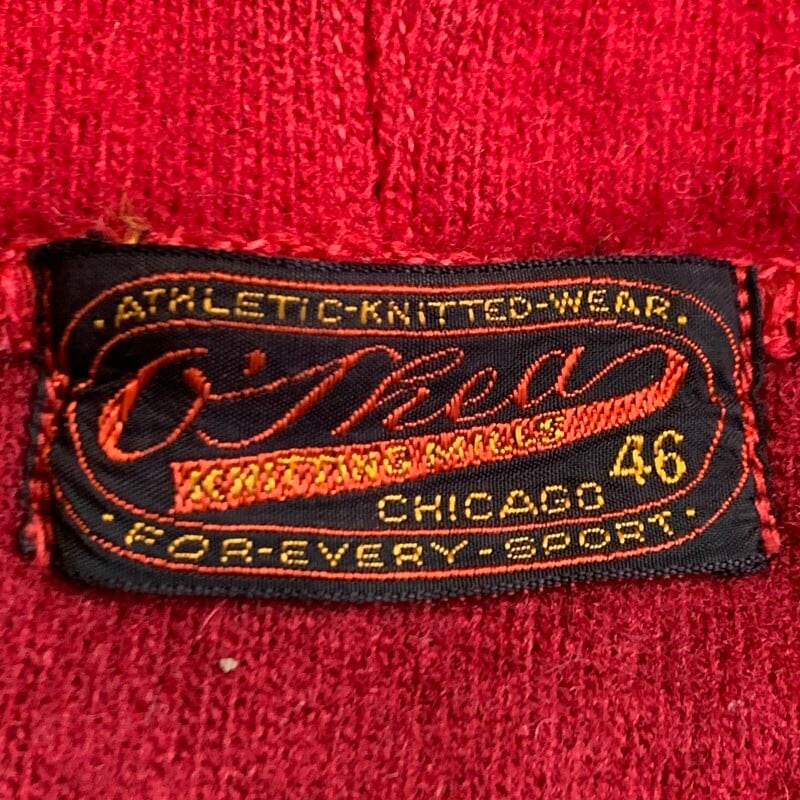 ·ATHLETIC-KNITTED-WEAR·
O'Shea
KNITTING MILLS
46
CHICAGO
·FOR-EVERY-SPORT·